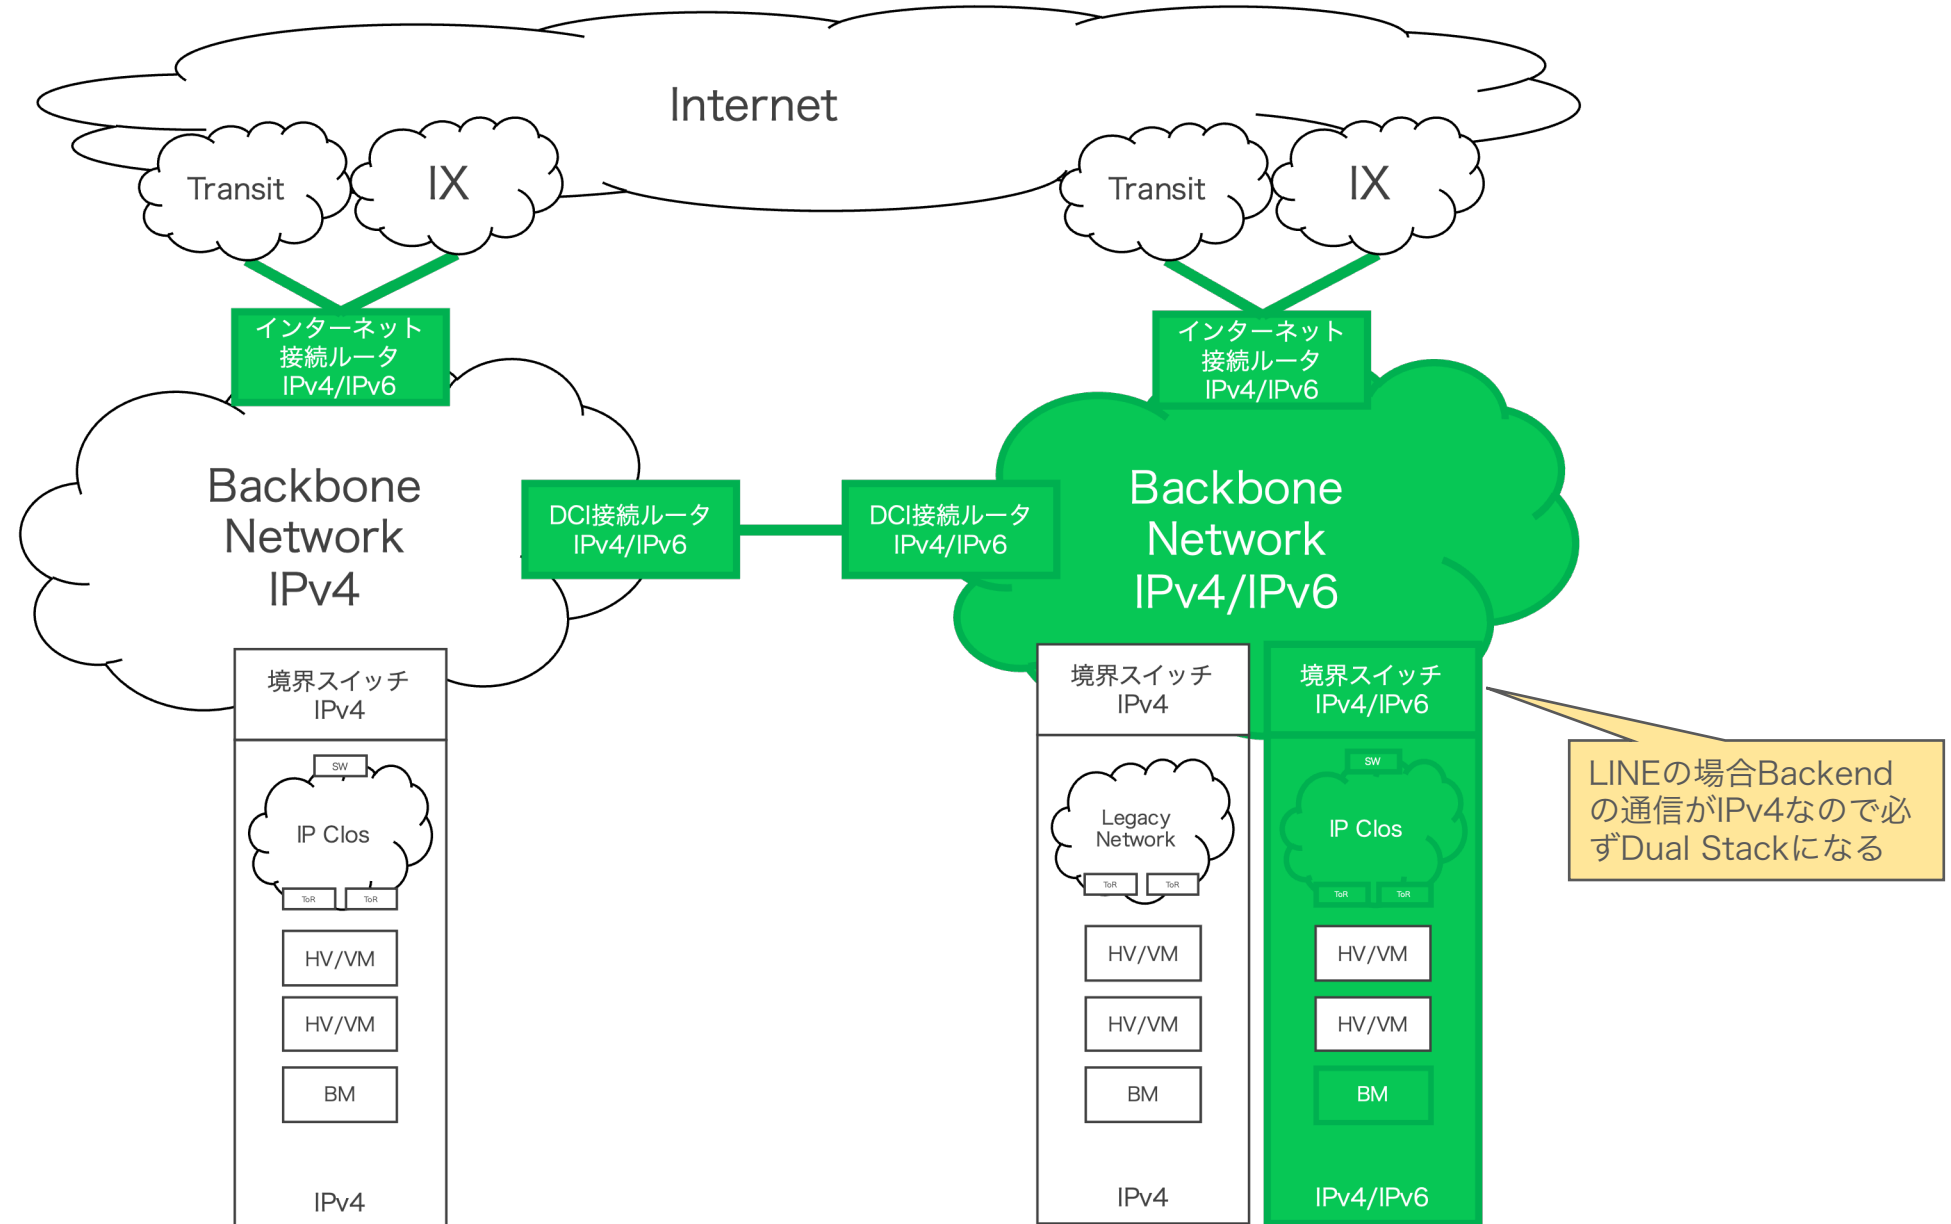 Internet
Transit
IX
Transit
IX
インターネット
接続ルータ
IPv4/IPv6
インターネット
接続ルータ
IPv4/IPv6
Backbone
Network
IPv4
DCI接続ルータ
IPv4/IPv6
DCI接続ルータ
IPv4/IPv6
Backbone
Network
IPv4/IPv6
境界スイッチ
IPv4
SW
IP Clos
ToR
ToR
HV/VM
HV/VM
BM
IPv4
境界スイッチ
IPv4
Legacy
Network
ToR
ToR
HV/VM
HV/VM
BM
IPv4
境界スイッチ
IPv4/IPv6
SW
IP Clos
ToR
ToR
HV/VM
HV/VM
BM
IPv4/IPv6
LINEの場合Backend
の通信がIPv4なので必
ずDual Stackになる